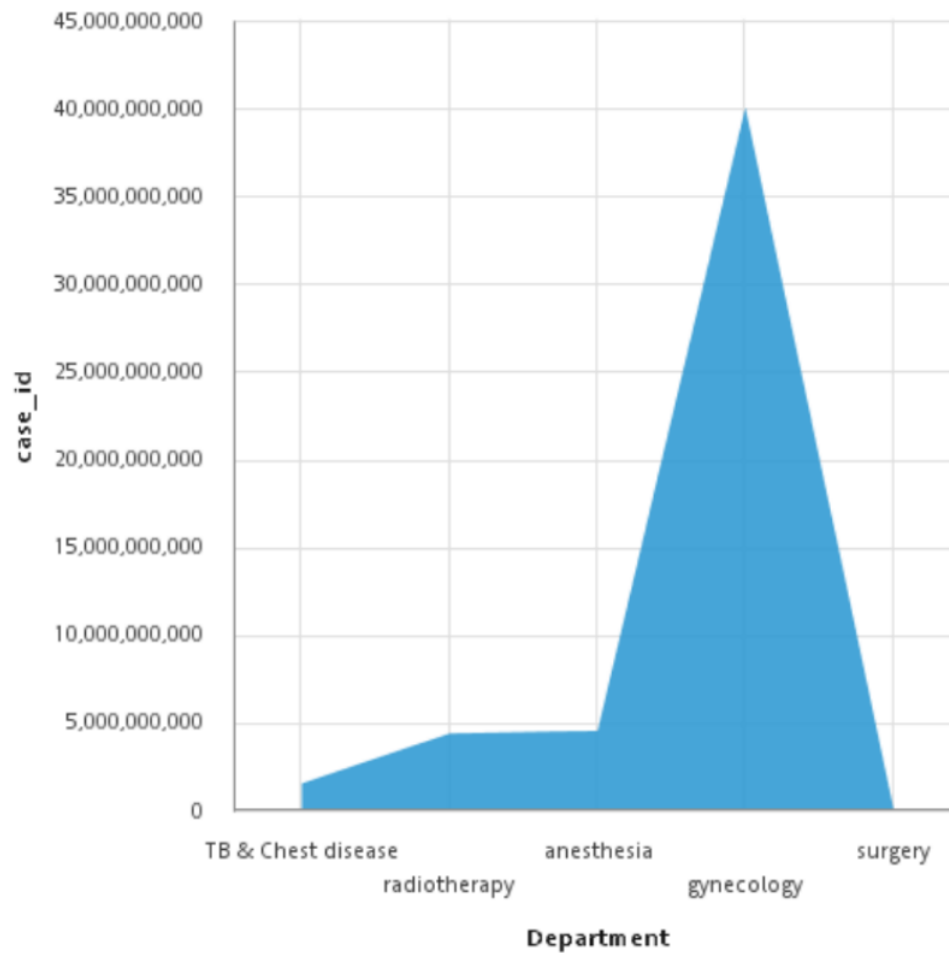 45,000,000,000
40,000,000,000
35,000,000,000
30,000,000,000
25,000,000,000
20,000,000,000
15,000,000,000
10,000,000,000
5,000,000,000
0
case_id
TB & Chest disease
radiotherapy
anesthesia
gynecology
surgery
Department